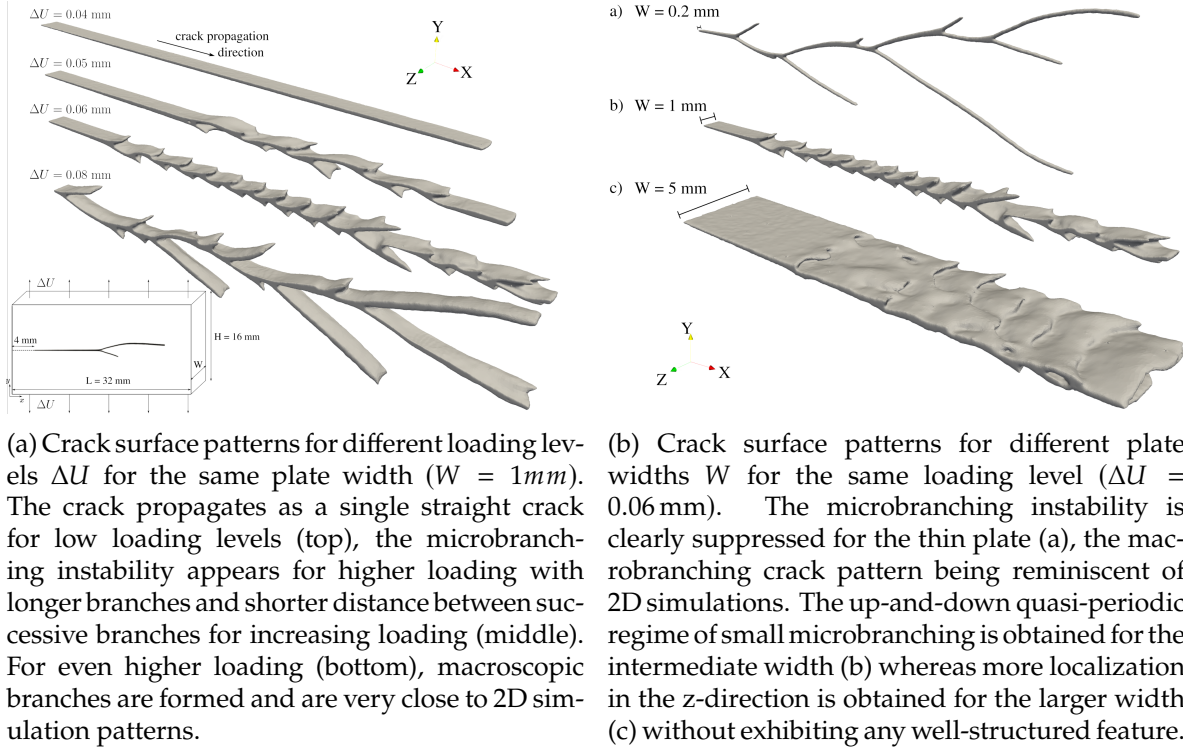 ΔU = 0.04 mm
crack propagation
direction
Y
Z
X
ΔU = 0.05 mm
ΔU = 0.06 mm
ΔU = 0.08 mm
ΔU
4 mm
H = 16 mm
W
L = 32 mm
y
x
ΔU
a) W = 0.2 mm
b) W = 1 mm
c) W = 5 mm
Y
Z
X
(a) Crack surface patterns for different loading lev-
els ΔU for the same plate width (W = 1mm).
The crack propagates as a single straight crack
for low loading levels (top), the microbranch-
ing instability appears for higher loading with
longer branches and shorter distance between suc-
cessive branches for increasing loading (middle).
For even higher loading (bottom), macroscopic
branches are formed and are very close to 2D sim-
ulation patterns.
(b) Crack surface patterns for different plate
widths W for the same loading level (ΔU =
0.06 mm). The microbranching instability is
clearly suppressed for the thin plate (a), the mac-
robranching crack pattern being reminiscent of
2D simulations. The up-and-down quasi-periodic
regime of small microbranching is obtained for the
intermediate width (b) whereas more localization
in the z-direction is obtained for the larger width
(c) without exhibiting any well-structured feature.